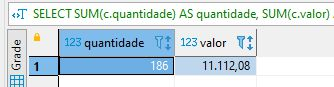 SELECT SUM(c.quantidade) AS quantidade, SUM(c.valor)
Grade
123 quantidade 123 valor
1 186 11.112,08